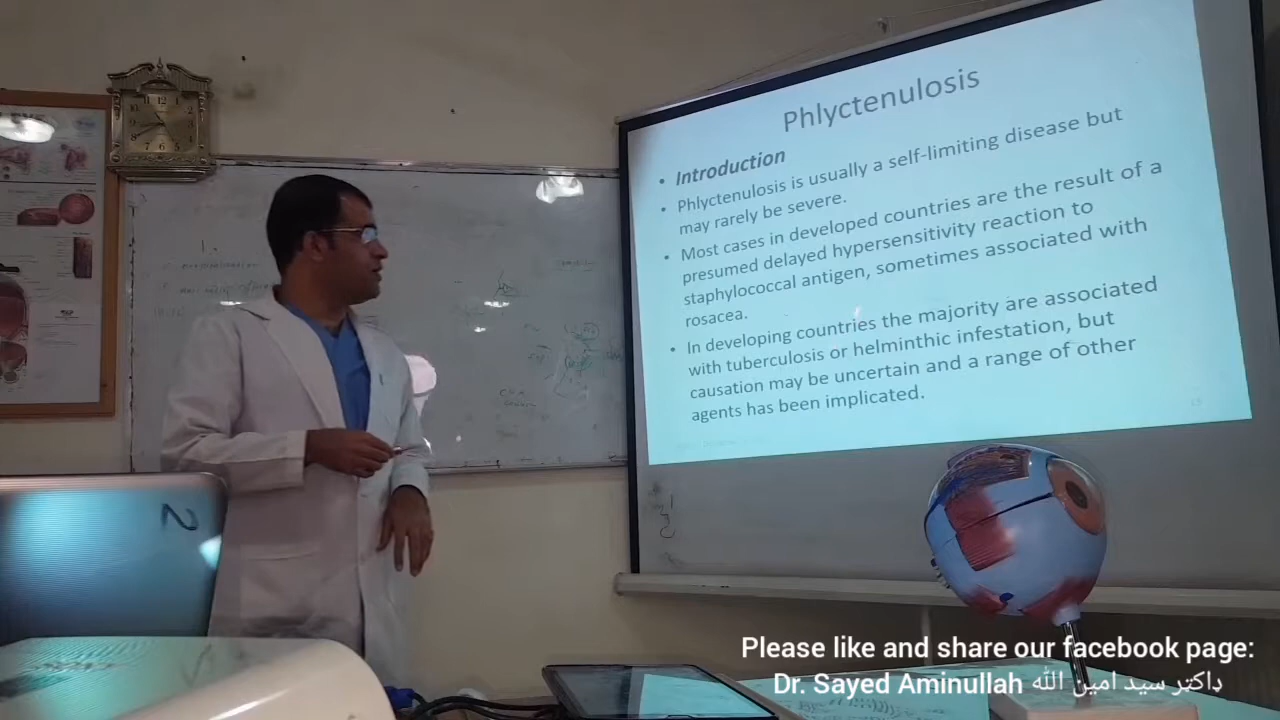 Phlyctenulosis
• Introduction
• Phlyctenulosis is usually a self-limiting disease but
may rarely be severe.
• Most cases in developed countries are the result of a
presumed delayed hypersensitivity reaction to
staphylococcal antigen, sometimes associated with
rosacea.
• In developing countries the majority are associated
with tuberculosis or helminthic infestation, but
causation may be uncertain and a range of other
agents has been implicated.
2
Please like and share our facebook page:
Dr. Sayed Aminullah ډاکتر سید امین الله